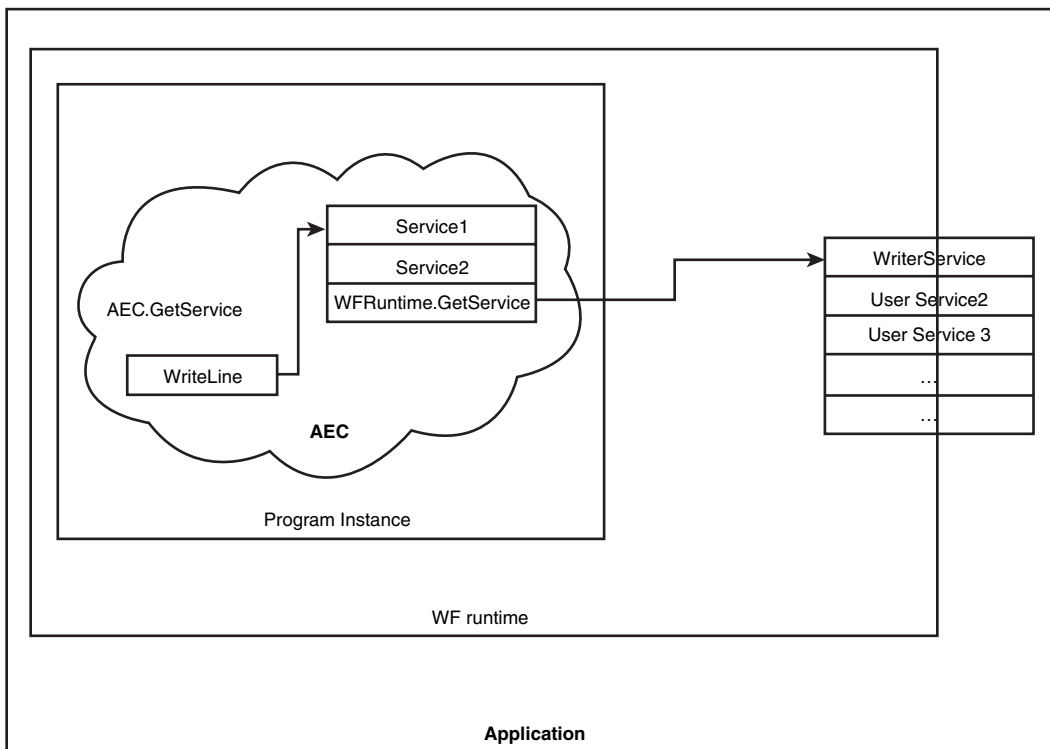 Service1
Service2
WFRuntime.GetService
AEC.GetService
WriteLine
AEC
Program Instance
WriterService
User Service2
User Service 3
...
...
WF runtime
Application